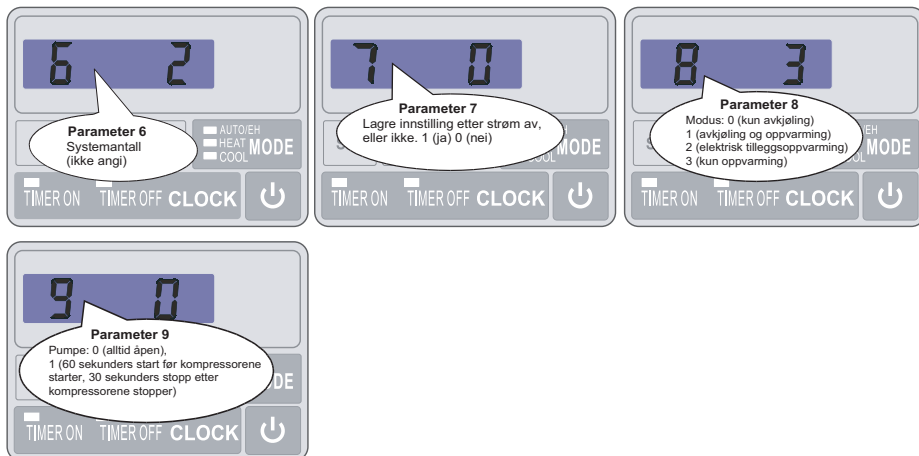 6 2
Parameter 6
Systemantall
(ikke angi)
AUTO/EH
HEAT
COOL
MODE
TIMER ON TIMER OFF CLOCK
7 0
Parameter 7
Lagre innstilling etter strøm av,
eller ikke. 1 (ja) 0 (nei)
MODE
TIMER ON TIMER OFF CLOCK
8 3
Parameter 8
Modus: 0 (kun avkjøling)
1 (avkjøling og oppvarming)
2 (elektrisk tilleggsoppvarming)
3 (kun oppvarming)
MODE
TIMER ON TIMER OFF CLOCK
9 0
Parameter 9
Pumpe: 0 (alltid åpen),
1 (60 sekunders start før kompressorene
starter, 30 sekunders stopp etter
kompressorene stopper)
TIMER ON TIMER OFF CLOCK